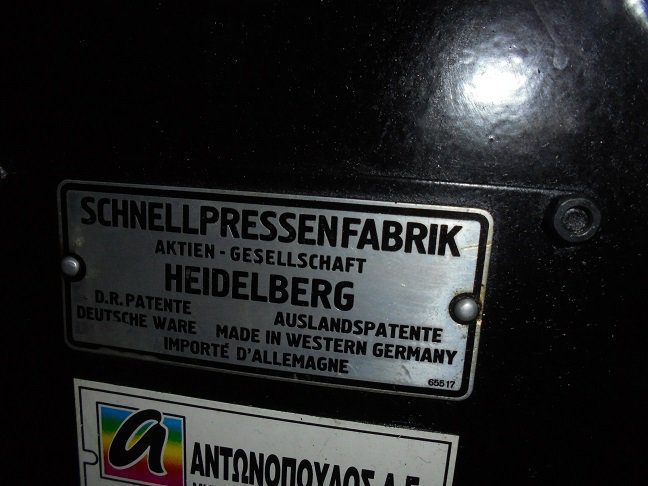 SCHNELLPRESSENFABRIK
AKTIEN-GESELLSCHAFT
HEIDELBERG
D.R. PATENTE AUSLANDSPATENTE
DEUTSCHE WARE MADE IN WESTERN GERMANY
IMPORTÉ D'ALLEMAGNE
65517
a
ΑΝΤΩΝΟΠΟΥΛΟΣ Α.Ε.